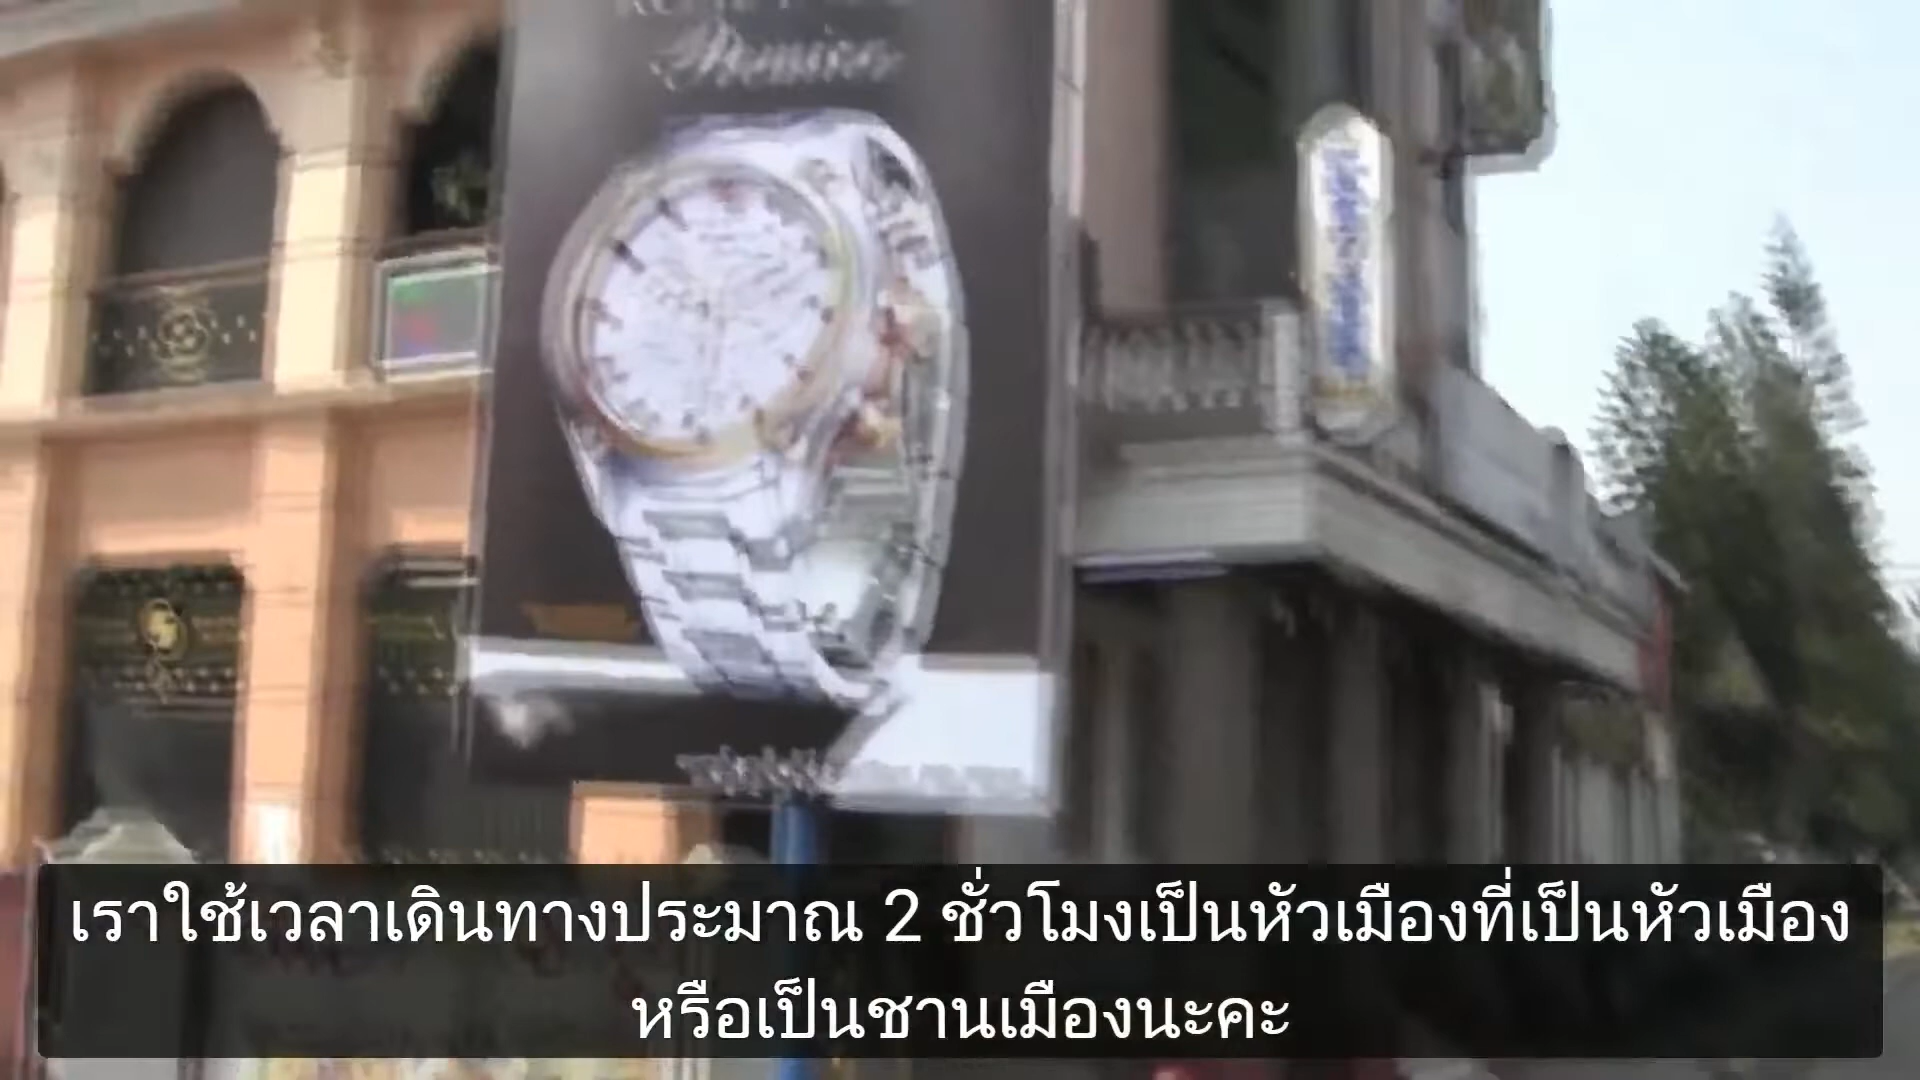 Premier
เราใช้เวลาเดินทางประมาณ 2 ชั่วโมงเป็นหัวเมืองที่เป็นหัวเมือง
หรือเป็นชานเมืองนะคะ